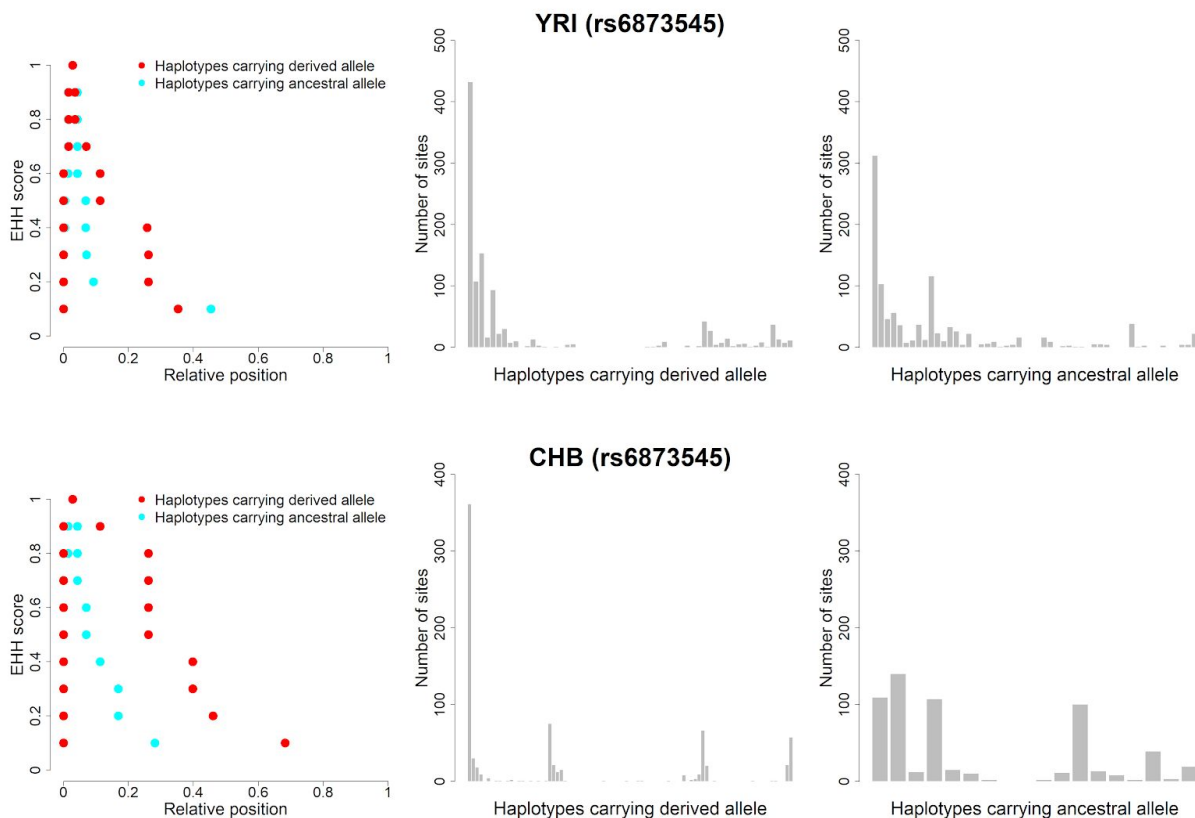 YRI (rs6873545)
Haplotypes carrying derived allele
Haplotypes carrying ancestral allele
EHH score
0 0.2 0.4 0.6 0.8 1
0 0.2 0.4 0.6 0.8 1
Relative position
Number of sites
0 100 200 300 400 500
Haplotypes carrying derived allele
Number of sites
0 100 200 300 400 500
Haplotypes carrying ancestral allele
CHB (rs6873545)
Haplotypes carrying derived allele
Haplotypes carrying ancestral allele
EHH score
0 0.2 0.4 0.6 0.8 1
0 0.2 0.4 0.6 0.8 1
Relative position
Number of sites
0 100 200 300 400
Haplotypes carrying derived allele
Number of sites
0 100 200 300 400
Haplotypes carrying ancestral allele